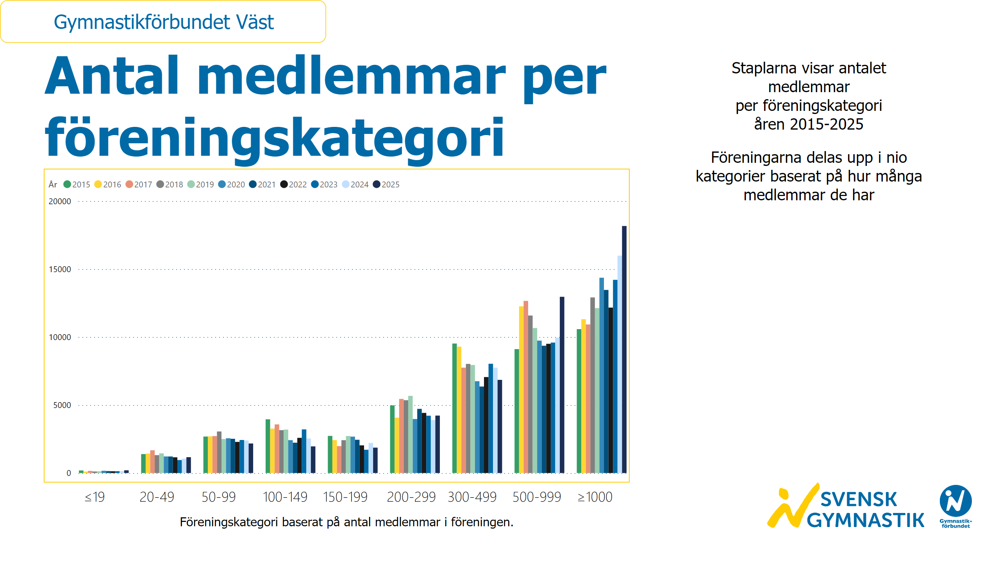 Gymnastikförbundet Väst
Antal medlemmar per
föreningskategori
Staplarna visar antalet
medlemmar
per föreningskategori
åren 2015-2025
Föreningarna delas upp i nio
kategorier baserat på hur många
medlemmar de har
År 2015 2016 2017 2018 2019 2020 2021 2022 2023 2024 2025
20000
15000
10000
5000
0
≤19 20-49 50-99 100-149 150-199 200-299 300-499 500-999 ≥1000
Föreningskategori baserat på antal medlemmar i föreningen.
SVENSK
GYMNASTIK
Gymnastik-
förbundet